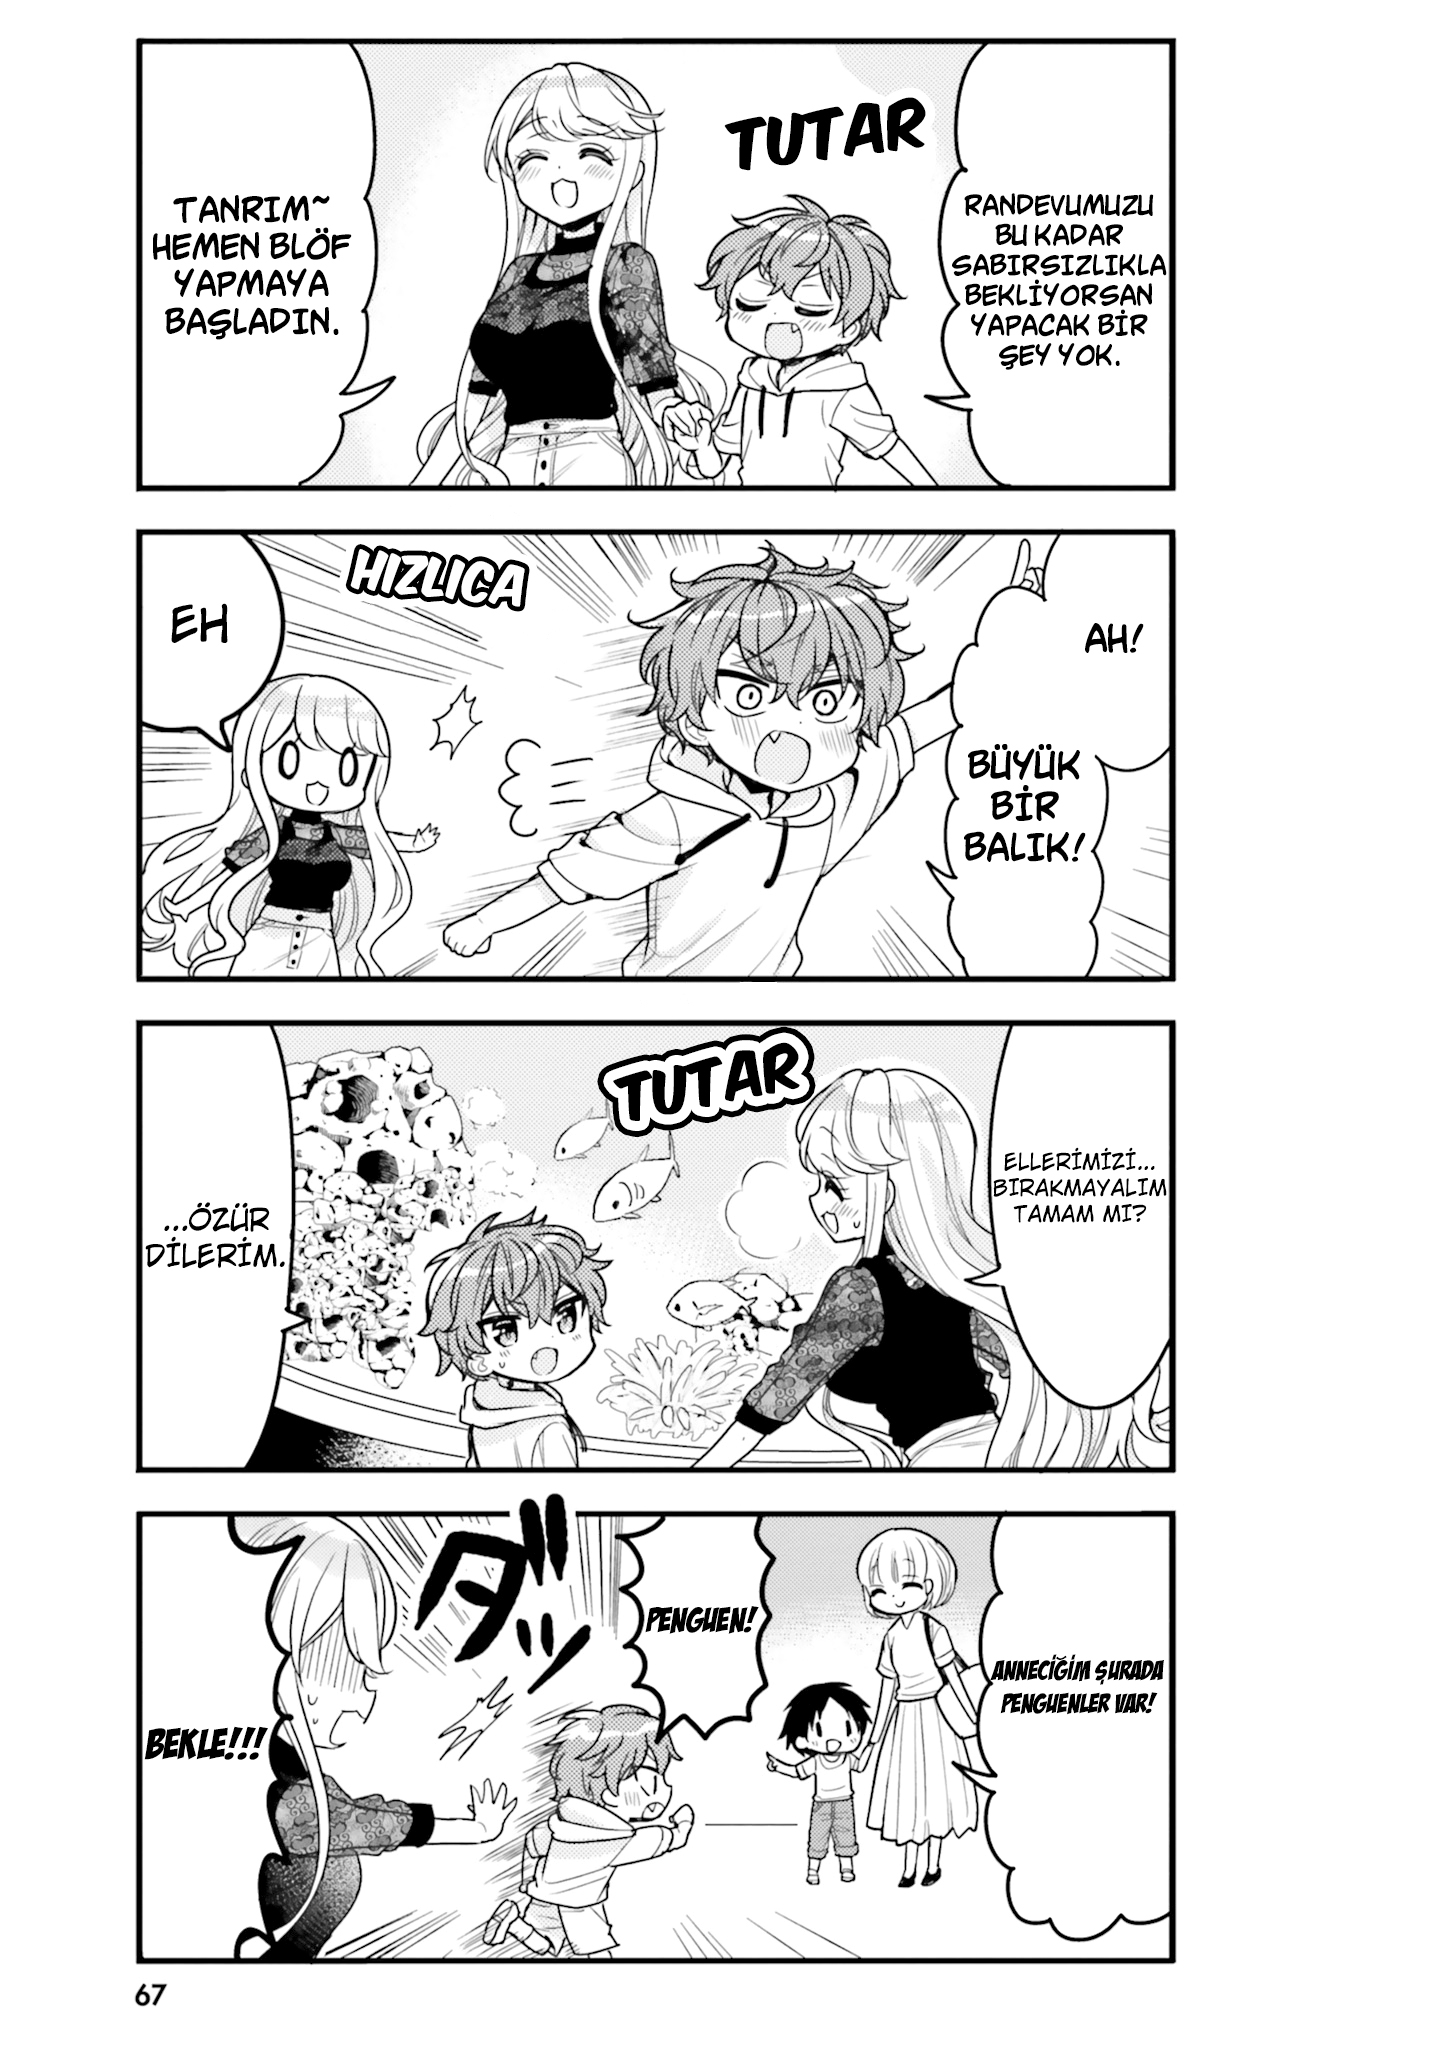 TUTAR
RANDEVUMUZU
BU KADAR
SABIRSIZLIKLA
BEKLİYORSAN
YAPACAK BİR
ŞEY YOK.
TANRIM~
HEMEN BLÖF
YAPMAYA
BAŞLADIN.
AH!
BÜYÜK
BİR
BALIK!
HIZLICA
EH
TUTAR
ELLERİMİZİ...
BIRAKMAYALIM
TAMAM MI?
...ÖZÜR
DİLERİM.
ANNECİĞİM ŞURADA
PENGUENLER VAR!
PENGUEN!
ダッ
BEKLE!!!
67